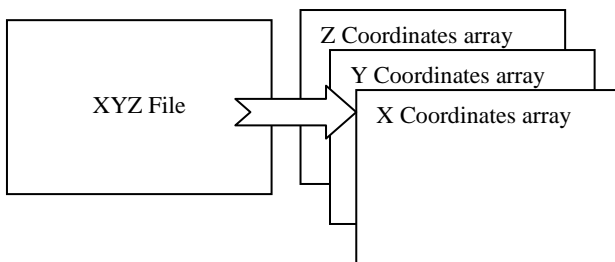 Z Coordinates array
Y Coordinates array
XYZ File
X Coordinates array